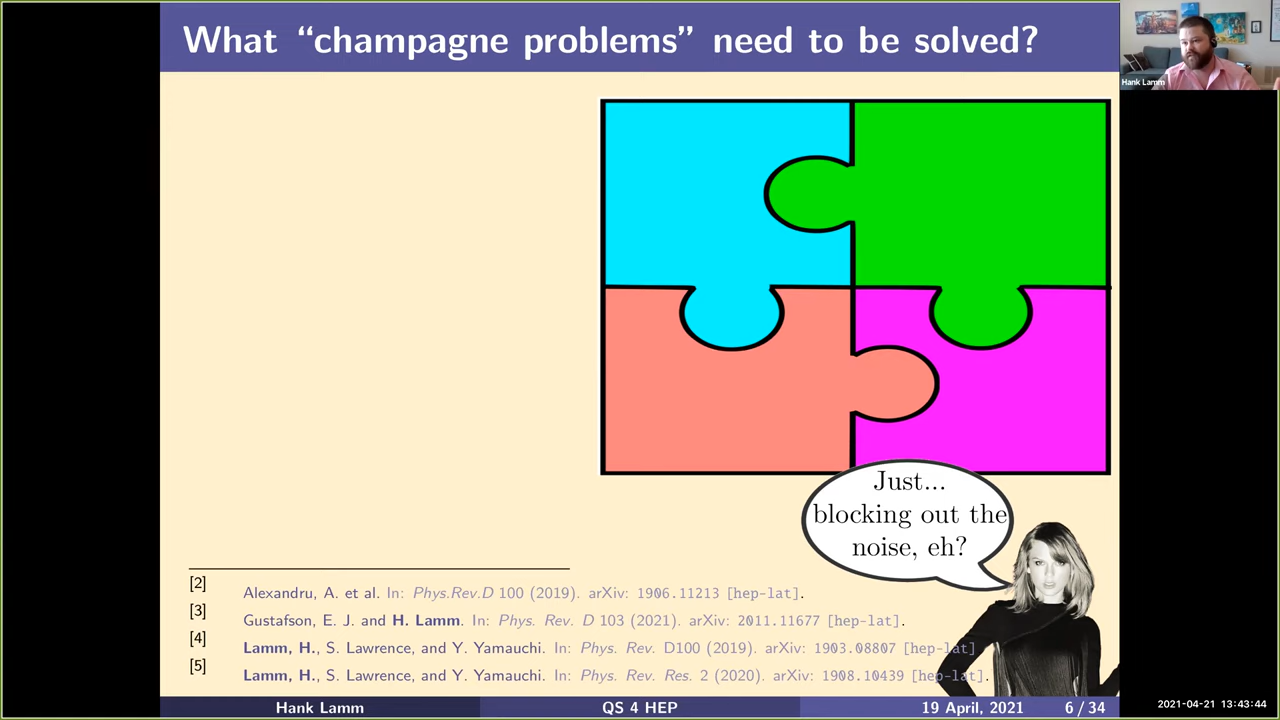 What “champagne problems” need to be solved?
Hank Lamm
Just...
blocking out the
noise, eh?
[2] Alexandru, A. et al. In: Phys.Rev.D 100 (2019). arXiv: 1906.11213 [hep-lat].
[3] Gustafson, E. J. and H. Lamm. In: Phys. Rev. D 103 (2021). arXiv: 2011.11677 [hep-lat].
[4] Lamm, H., S. Lawrence, and Y. Yamauchi. In: Phys. Rev. D100 (2019). arXiv: 1903.08807 [hep-lat]
[5] Lamm, H., S. Lawrence, and Y. Yamauchi. In: Phys. Rev. Res. 2 (2020). arXiv: 1908.10439 [hep-lat].
Hank Lamm QS 4 HEP 19 April, 2021 6 / 34
2021-04-21 13:43:44